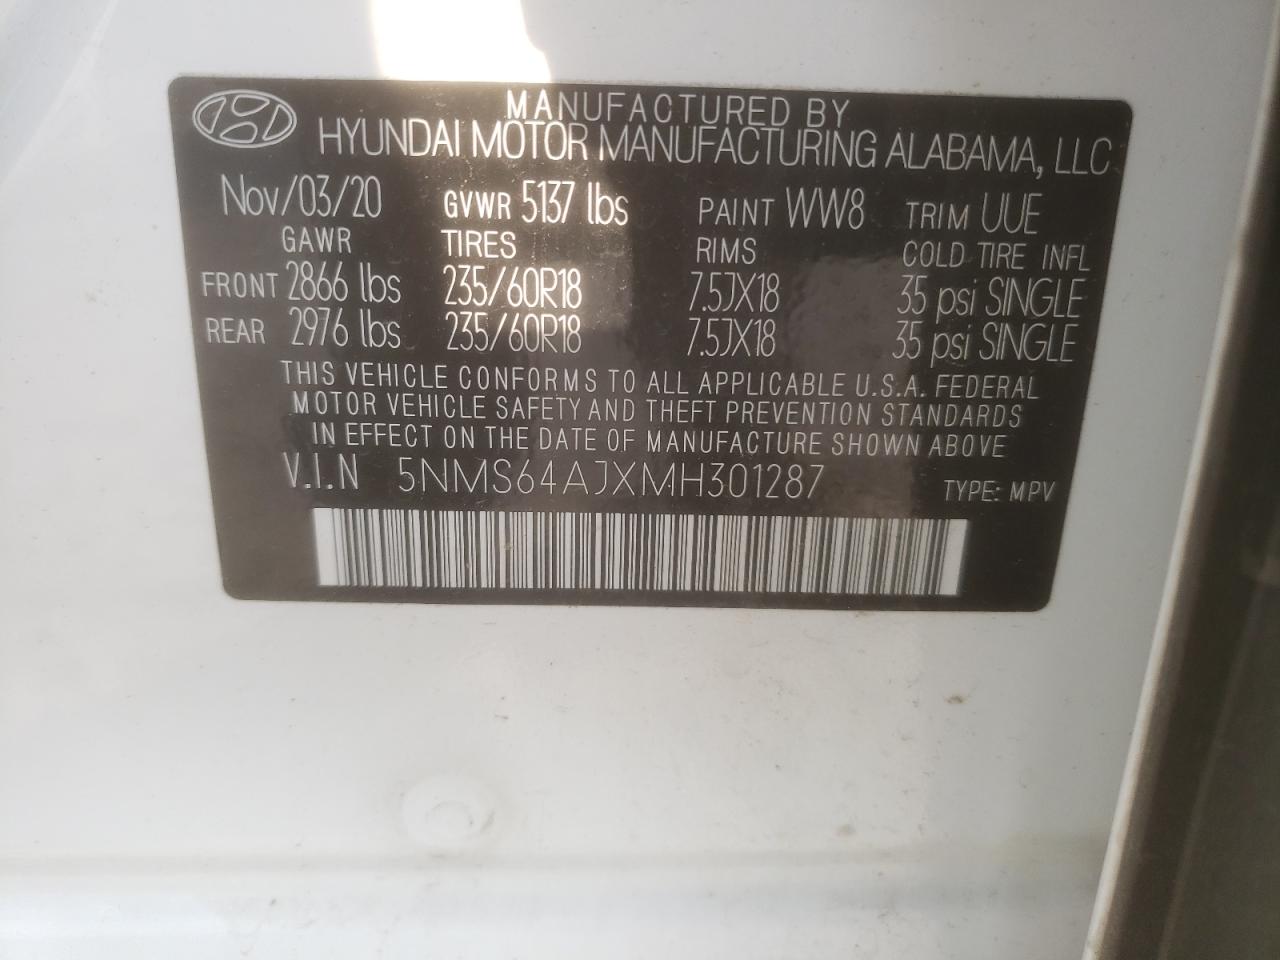 MANUFACTURED BY
HYUNDAI MOTOR MANUFACTURING ALABAMA, LLC
Nov/03/20 GVWR 5137 lbs PAINT WW8 TRIM UUE
GAWR TIRES RIMS COLD TIRE INFL
FRONT 2866 lbs 235/60R18 7.5JX18 35 psi SINGLE
REAR 2976 lbs 235/60R18 7.5JX18 35 psi SINGLE
THIS VEHICLE CONFORMS TO ALL APPLICABLE U.S.A. FEDERAL
MOTOR VEHICLE SAFETY AND THEFT PREVENTION STANDARDS
IN EFFECT ON THE DATE OF MANUFACTURE SHOWN ABOVE
V.I.N 5NMS64AJXMH301287 TYPE: MPV